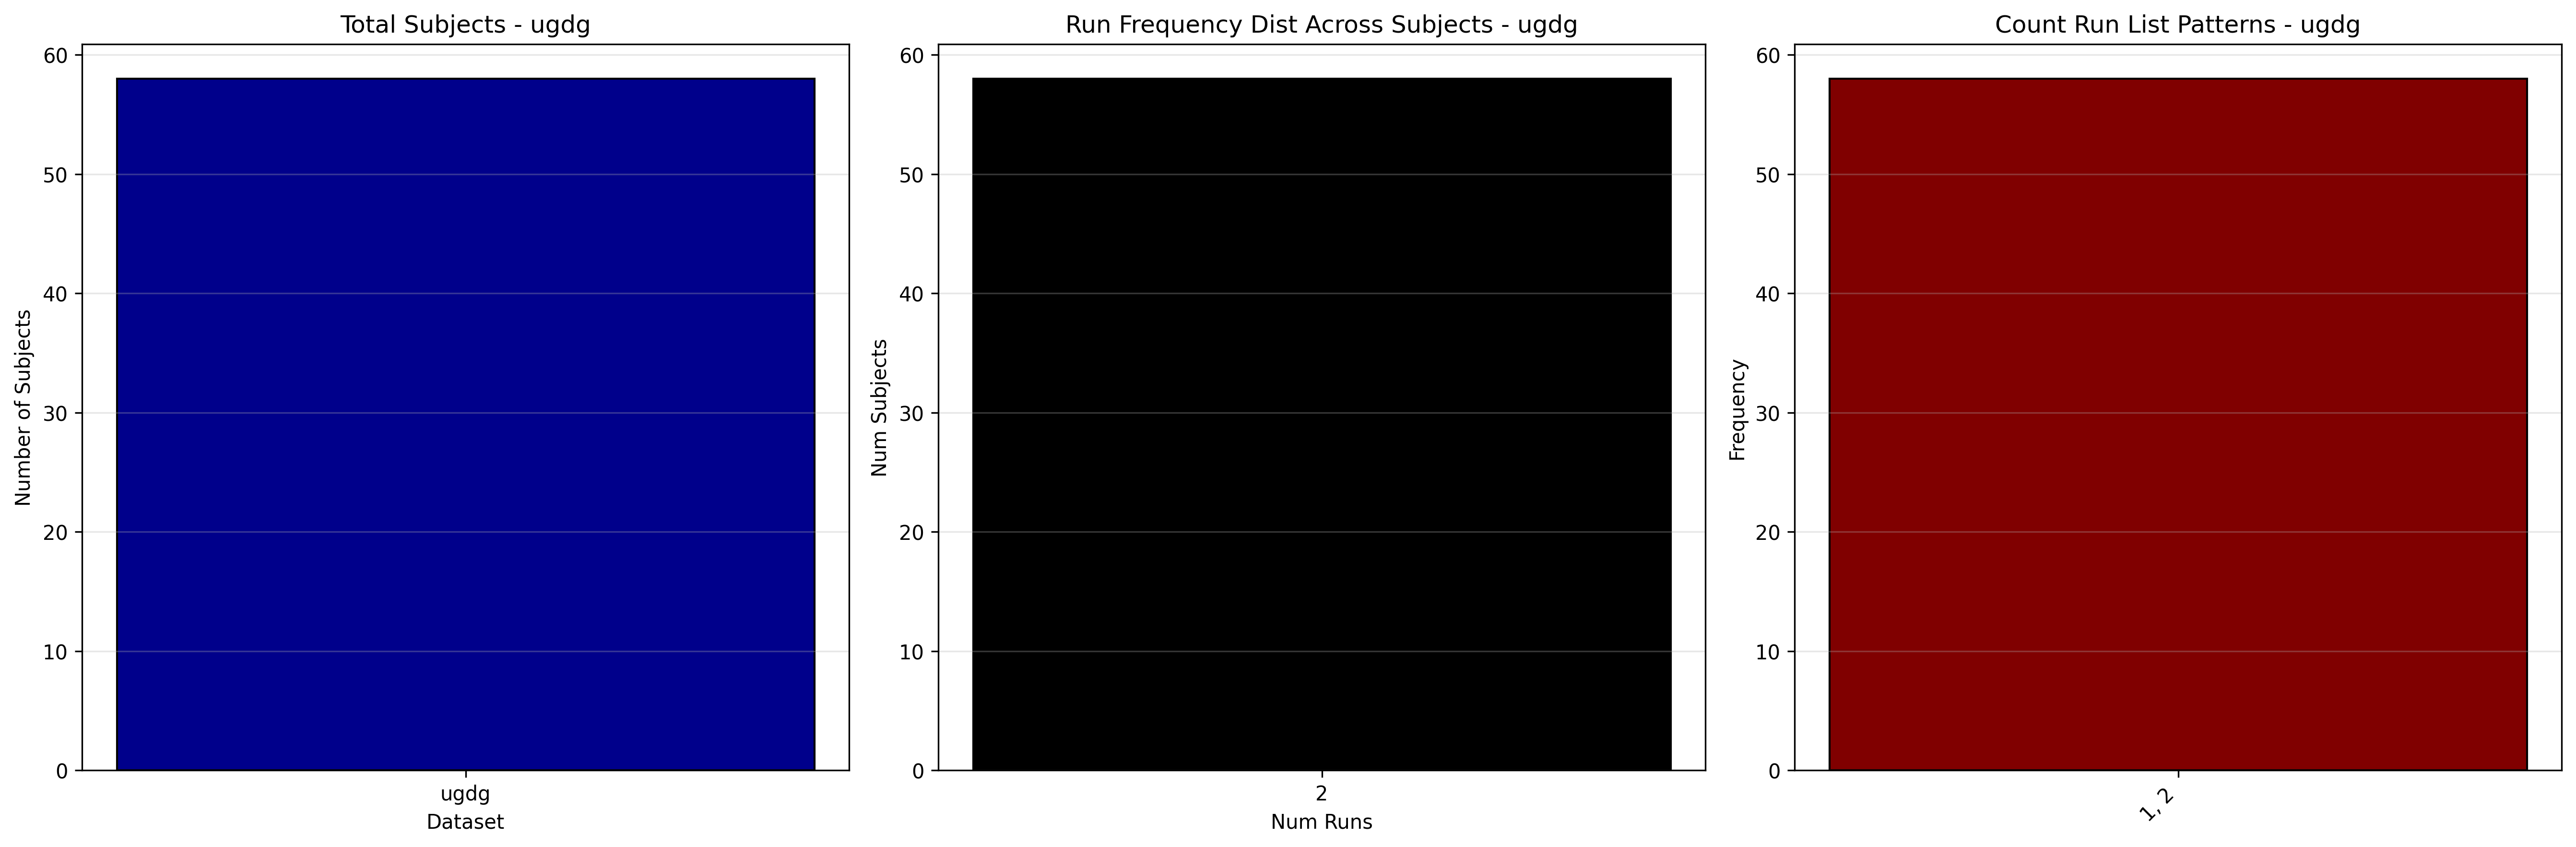 Total Subjects - ugdg
60
50
40
30
20
10
0
Number of Subjects
ugdg
Dataset
Run Frequency Dist Across Subjects - ugdg
60
50
40
30
20
10
0
Num Subjects
2
Num Runs
Count Run List Patterns - ugdg
60
50
40
30
20
10
0
Frequency
1, 2